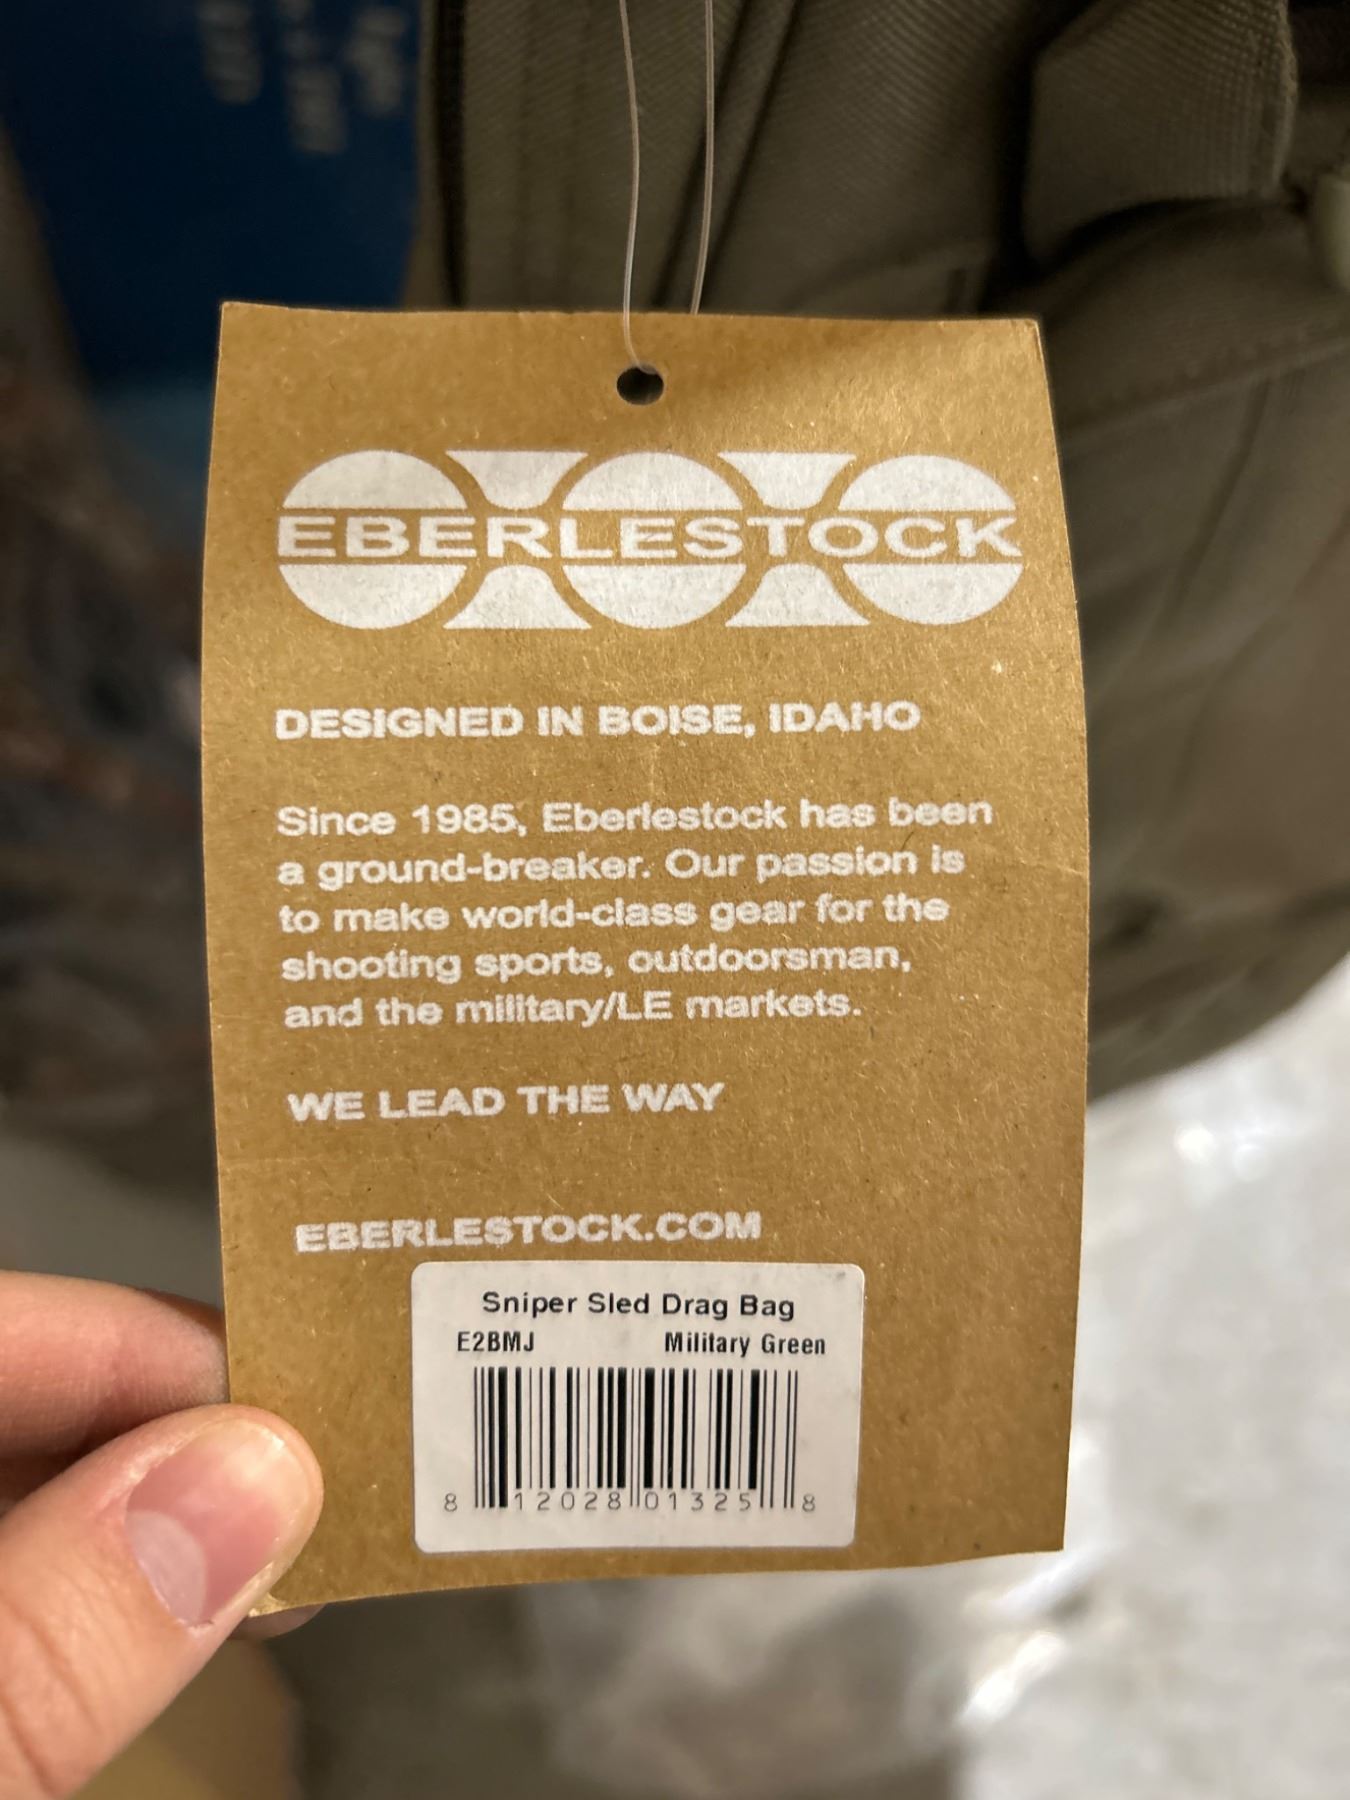 EBERLESTOCK
DESIGNED IN BOISE, IDAHO
Since 1985, Eberlestock has been
a ground-breaker. Our passion is
to make world-class gear for the
shooting sports, outdoorsman,
and the military/LE markets.
WE LEAD THE WAY
EBERLESTOCK.COM
Sniper Sled Drag Bag
E2BMJ Military Green
8 12028 01325 8